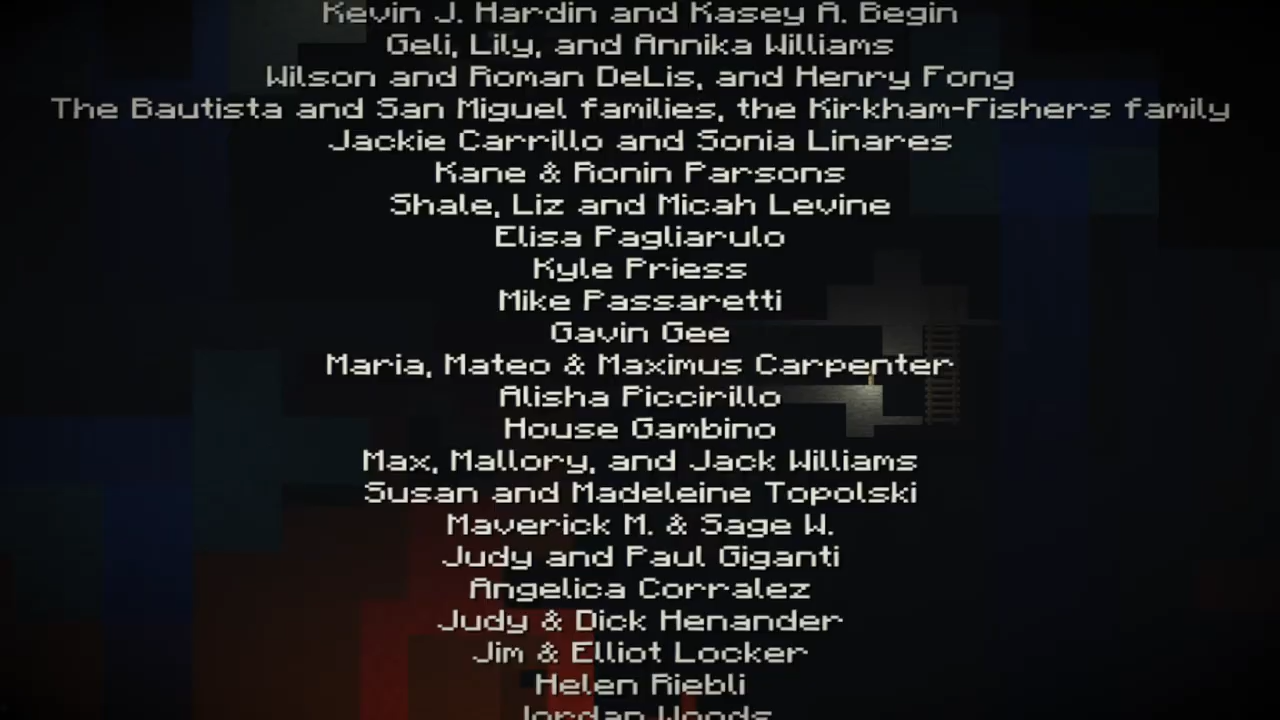 Kevin J. Hardin and Kasey A. Begin
Geli, Lily, and Annika Williams
Wilson and Roman DeLis, and Henry Fong
The Bautista and San Miguel families, the Kirkham-Fishers family
Jackie Carrillo and Sonia Linares
Kane & Ronin Parsons
Shale, Liz and Micah Levine
Elisa Pagliarulo
Kyle Priess
Mike Passaretti
Gavin Gee
Maria, Mateo & Maximus Carpenter
Alisha Piccirillo
House Gambino
Max, Mallory, and Jack Williams
Susan and Madeleine Topolski
Maverick M. & Sage W.
Judy and Paul Giganti
Angelica Corralez
Judy & Dick Henander
Jim & Elliot Locker
Helen Riebli
Jordan Woods